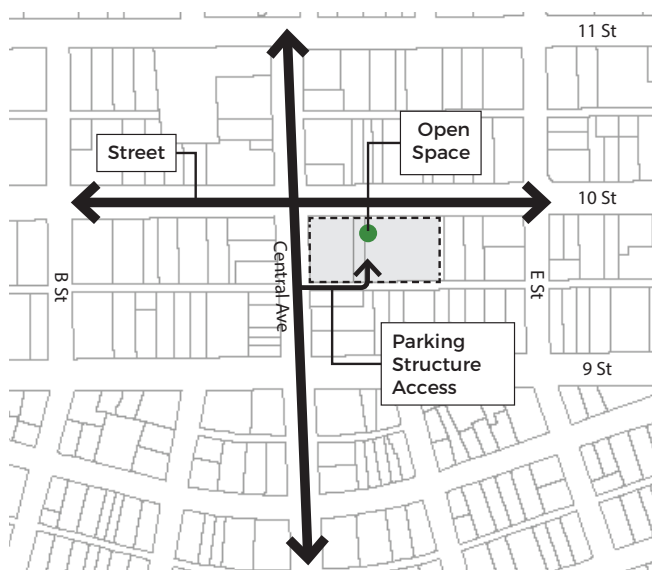 11 St
Open
Space
Street
10 St
Central Ave
B St
E St
Parking
Structure
Access
9 St